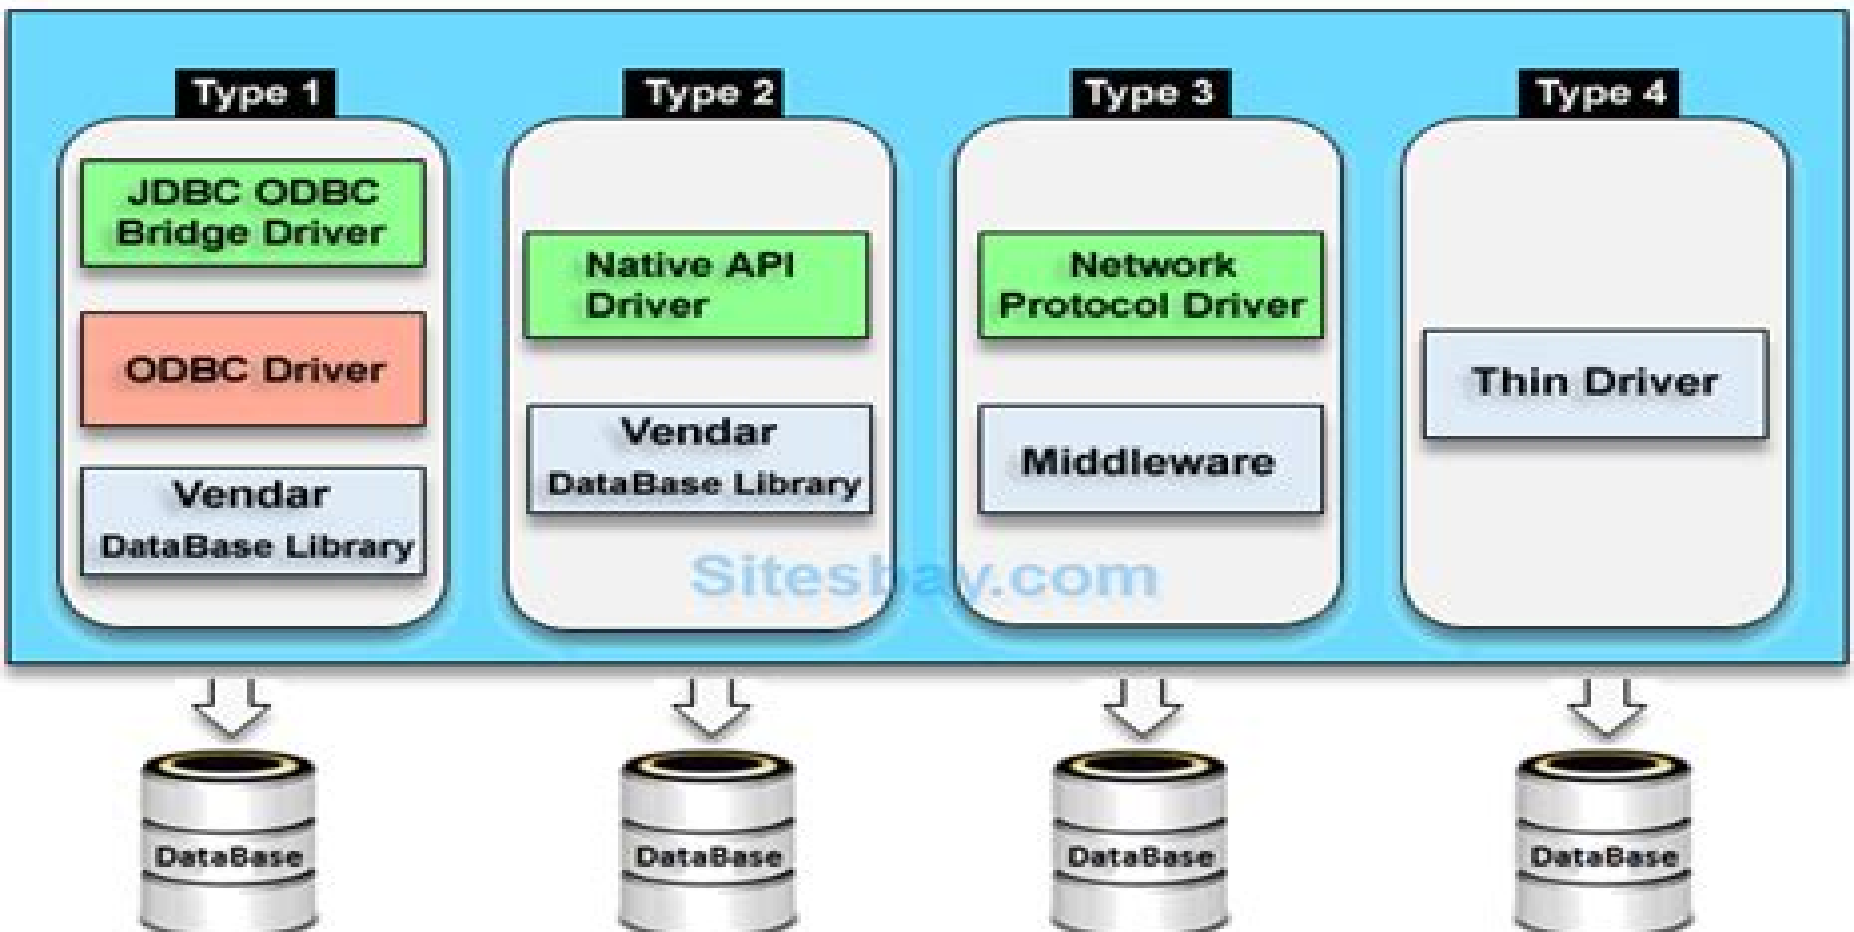 Type 1
JDBC ODBC
Bridge Driver
ODBC Driver
Vendar
DataBase Library
Type 2
Native API
Driver
Vendar
DataBase Library
Type 3
Network
Protocol Driver
Middleware
Type 4
Thin Driver
Sitesbay.com
DataBase
DataBase
DataBase
DataBase